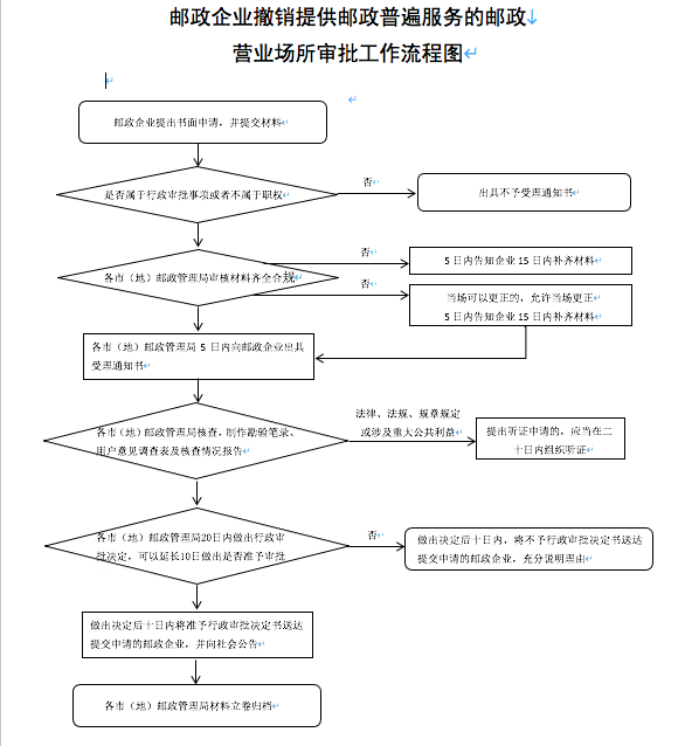 邮政企业撤销提供邮政普遍服务的邮政
营业场所审批工作流程图
邮政企业提出书面申请，并提交材料
是否属于行政审批事项或者不属于职权
否
出具不予受理通知书
各市（地）邮政管理局审核材料齐全合规
否
5日内告知企业15日内补齐材料
否
当场可以更正的，允许当场更正
5日内告知企业15日内补齐材料
各市（地）邮政管理局5日内向邮政企业出具
受理通知书
各市（地）邮政管理局核查，制作勘验笔录、
用户意见调查表及核查情况报告
法律、法规、规章规定
或涉及重大公共利益
提出听证申请的，应当在二
十日内组织听证
各市（地）邮政管理局20日内做出行政审
批决定，可以延长10日做出是否准予审批
否
做出决定后十日内，将不予行政审批决定书送达
提交申请的邮政企业，充分说明理由
做出决定后十日内将准予行政审批决定书送达
提交申请的邮政企业，并向社会公告
各市（地）邮政管理局材料立卷归档